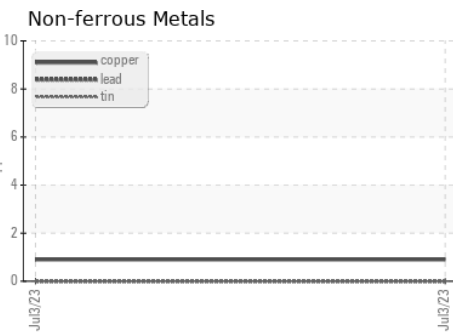 Non-ferrous Metals
10
copper
lead
tin
8
6
4
2
0
Jul3/23
Jul3/23